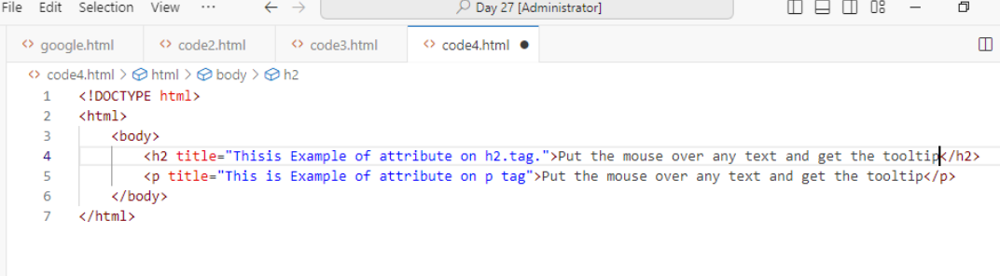 File Edit Selection View ··· ← → Day 27 [Administrator]
<> google.html <> code2.html <> code3.html <> code4.html ●
<> code4.html > html > body > h2
1 <!DOCTYPE html>
2 <html>
3 <body>
4 <h2 title="Thisis Example of attribute on h2.tag.">Put the mouse over any text and get the tooltip</h2>
5 <p title="This is Example of attribute on p tag">Put the mouse over any text and get the tooltip</p>
6 </body>
7 </html>